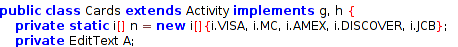 public class Cards extends Activity implements g, h {
private static i[] n = new i[]{i.VISA, i.MC, i.AMEX, i.DISCOVER, i.JCB};
private EditText A;